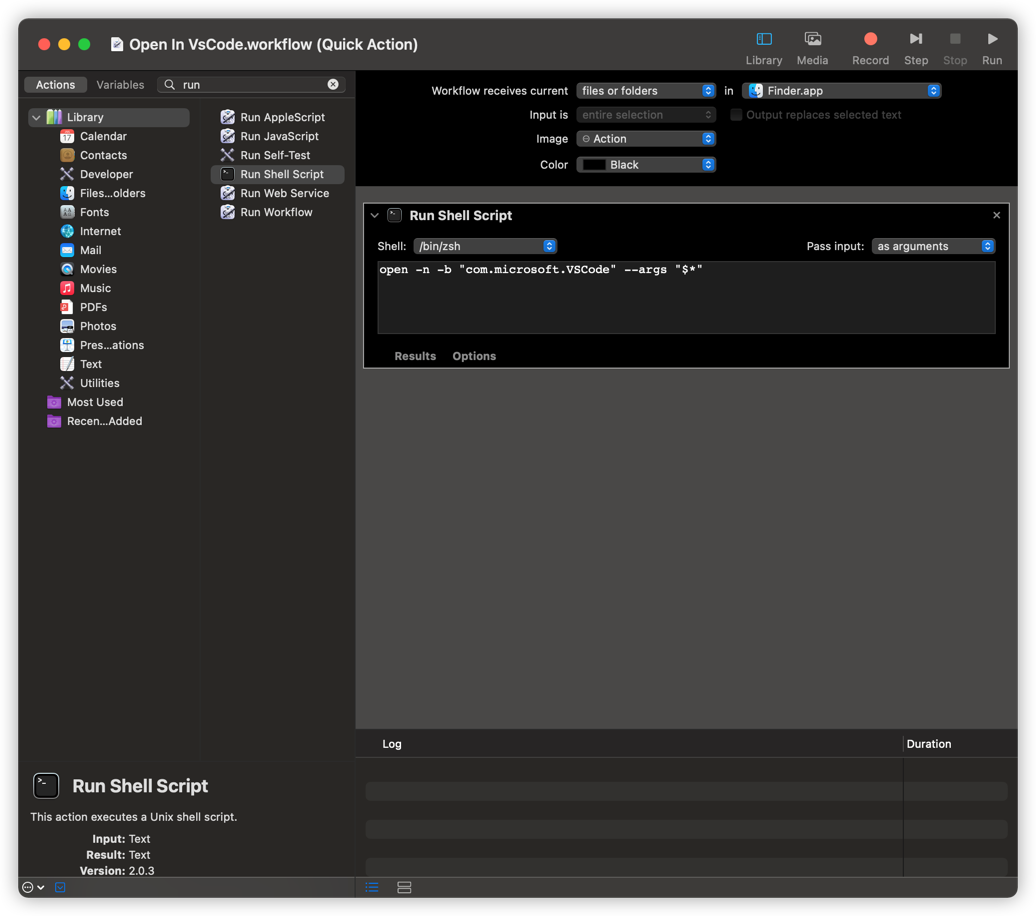 Open In VsCode.workflow (Quick Action)
Library
Media
Record
Step
Stop
Run
Actions
Variables
run
Library
17
Calendar
Contacts
Developer
Files...olders
Fonts
Internet
Mail
Movies
Music
PDFs
Photos
Pres...ations
Text
Utilities
Most Used
Recen...Added
Run AppleScript
Run JavaScript
Run Self-Test
Run Shell Script
Run Web Service
Run Workflow
Workflow receives current files or folders in Finder.app
Input is entire selection Output replaces selected text
Image Action
Color Black
Run Shell Script
Shell: /bin/zsh Pass input: as arguments
open -n -b "com.microsoft.VSCode" --args "$*"
Results Options
Log Duration
>_
Run Shell Script
This action executes a Unix shell script.
Input: Text
Result: Text
Version: 2.0.3